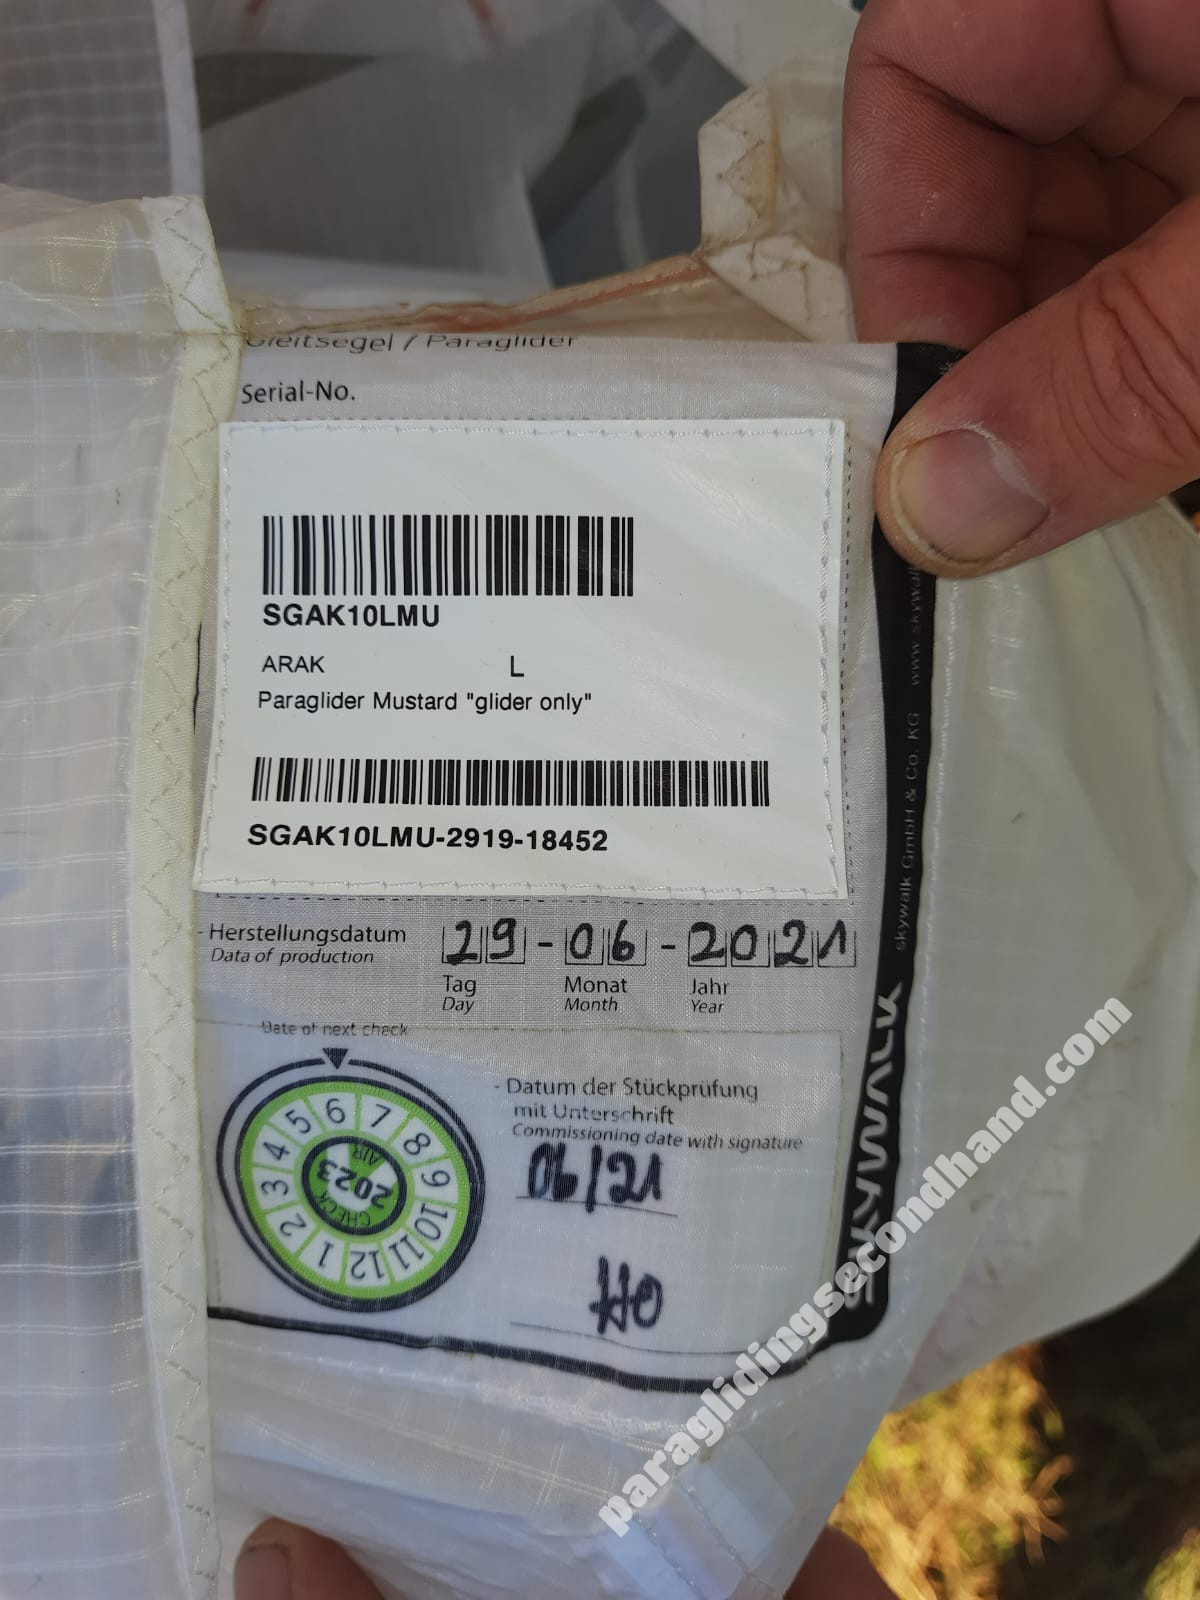 Gleitsegel / Paraglider
Serial-No.
SGAK10LMU
ARAK L
Paraglider Mustard "glider only"
SGAK10LMU-2919-18452
- Herstellungsdatum 29-06-2021
Data of production
Tag Monat Jahr
Day Month Year
Date of next check
1 2 3 4 5 6 7 8 9 10 11 12
AIR
2023
CHECK
- Datum der Stückprüfung
mit Unterschrift
Commissioning date with signature
06/21
HO
SKYWALK
skywalk GmbH & Co. KG www skywalk
paraglidingsecondhand.com